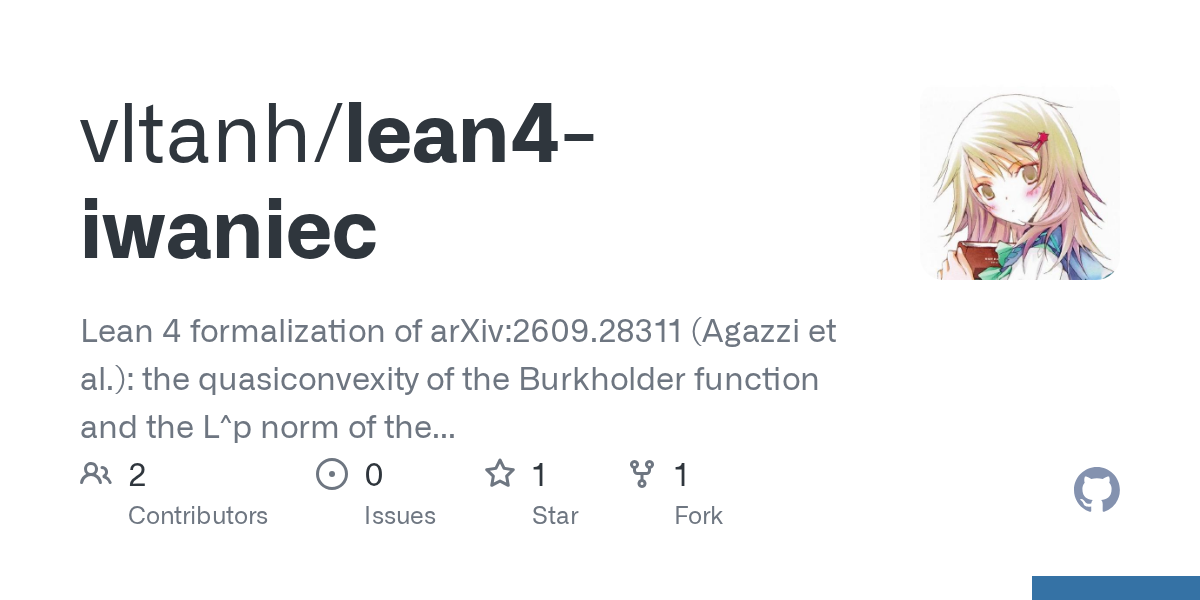 vltanh/lean4-
iwaniec
Lean 4 formalization of arXiv:2609.28311 (Agazzi et
al.): the quasiconvexity of the Burkholder function
and the L^p norm of the...
2 0 1 1
Contributors Issues Star Fork